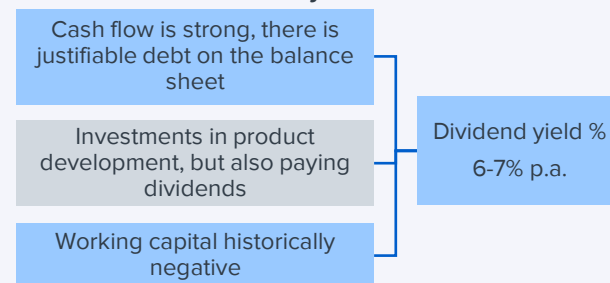 Cash flow is strong, there is
justifiable debt on the balance
sheet
Investments in product
development, but also paying
dividends
Working capital historically
negative
Dividend yield %
6-7% p.a.